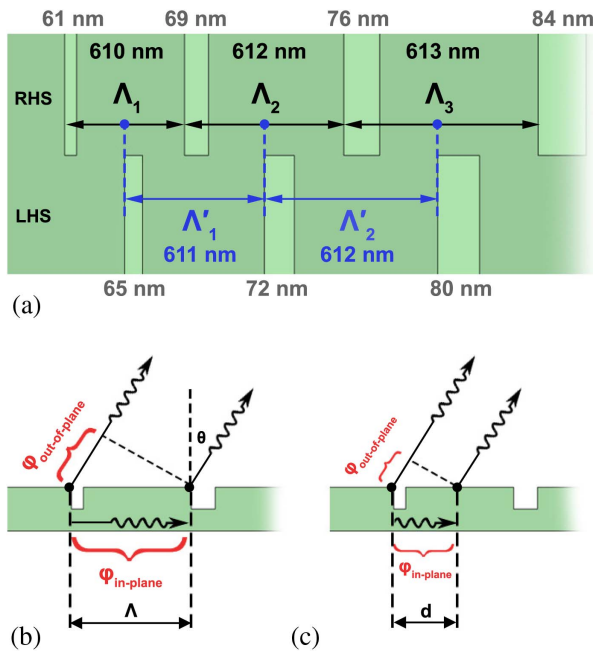 61 nm 69 nm 76 nm 84 nm
610 nm 612 nm 613 nm
RHS Λ1 Λ2 Λ3
LHS
Λ′1 Λ′2
611 nm 612 nm
65 nm 72 nm 80 nm
(a)
φout-of-plane θ
φin-plane
Λ
(b)
φout-of-plane
φin-plane
d
(c)